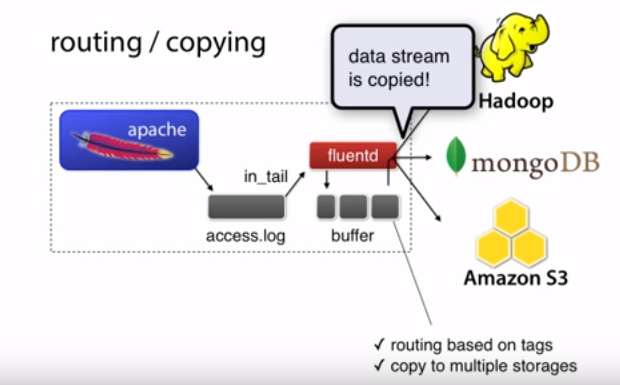 routing / copying
data stream
is copied!
Hadoop
apache
fluentd
mongoDB
in_tail
access.log
buffer
Amazon S3
✓ routing based on tags
✓ copy to multiple storages